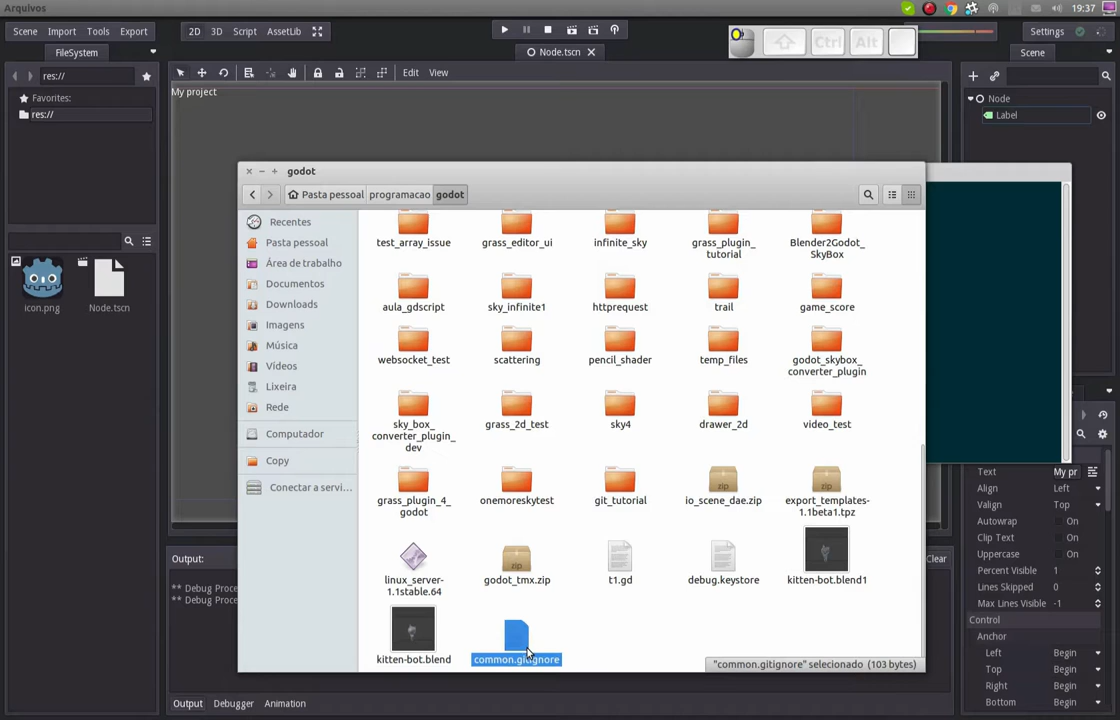 Arquivos
19:37
Scene Import Tools Export
2D 3D Script AssetLib
Settings
FileSystem
Node.tscn
Scene
Ctrl Alt
res://
Edit View
Favorites:
res://
My project
Node
Label
icon.png Node.tscn
godot
Pasta pessoal programacao godot
Recentes
Pasta pessoal
Área de trabalho
Documentos
Downloads
Imagens
Música
Vídeos
Lixeira
Rede
Computador
Copy
Conectar a servi...
test_array_issue grass_editor_ui infinite_sky grass_plugin_ Blender2Godot_
tutorial SkyBox
aula_gdscript sky_infinite1 httprequest trail game_score
websocket_test scattering pencil_shader temp_files godot_skybox_
converter_plugin
sky_box_ grass_2d_test sky4 drawer_2d video_test
converter_plugin_
dev
grass_plugin_4_ onemoreskytest git_tutorial io_scene_dae.zip export_templates-
godot 1.1beta1.tpz
zip zip
linux_server- godot_tmx.zip t1.gd debug.keystore kitten-bot.blend1
1.1stable.64
zip
kitten-bot.blend common.gitignore
"common.gitignore" selecionado (103 bytes)
Output:
Clear
** Debug Proce
** Debug Proce
Output Debugger Animation
Text My pr
Align Left
Valign Top
Autowrap On
Clip Text On
Uppercase On
Percent Visible 1
Lines Skipped 0
Max Lines Visible -1
Control
Anchor
Left Begin
Top Begin
Right Begin
Bottom Begin